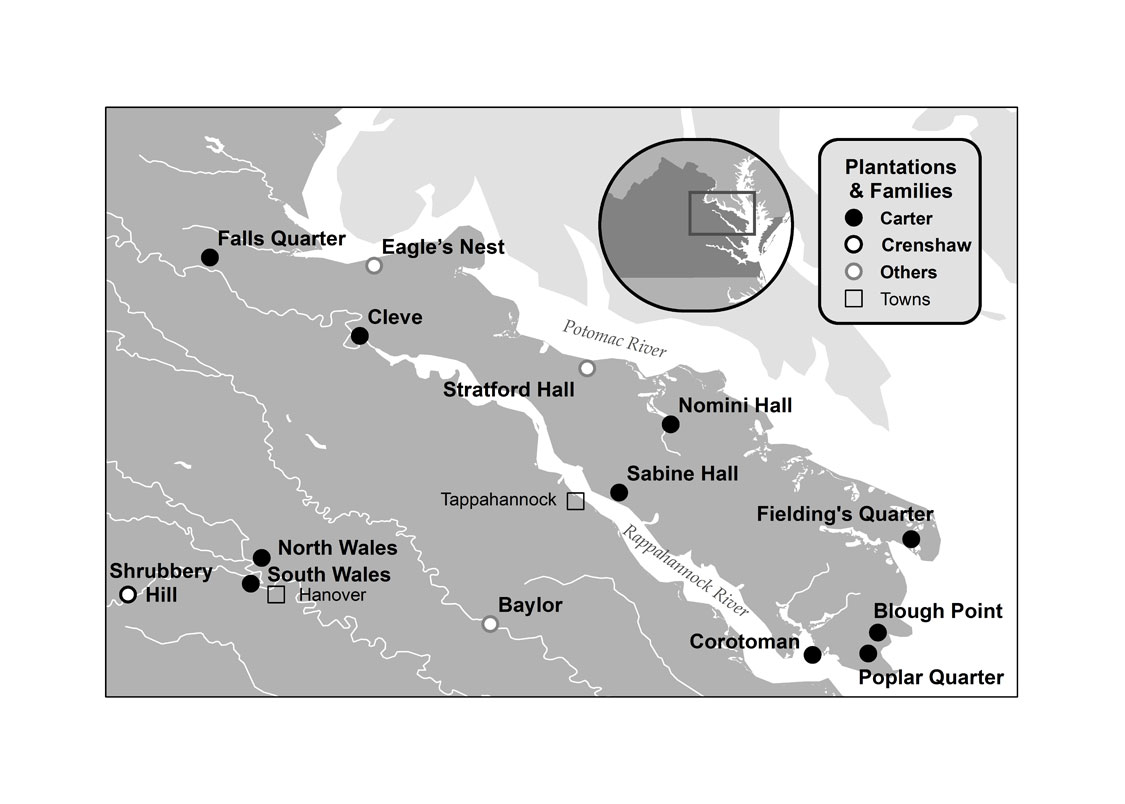 Plantations
& Families
Carter
Crenshaw
Others
Towns
Falls Quarter
Eagle's Nest
Cleve
Potomac River
Stratford Hall
Nomini Hall
Sabine Hall
Tappahannock
Fielding's Quarter
Rappahannock River
North Wales
Shrubbery
Hill
South Wales
Hanover
Baylor
Blough Point
Corotoman
Poplar Quarter